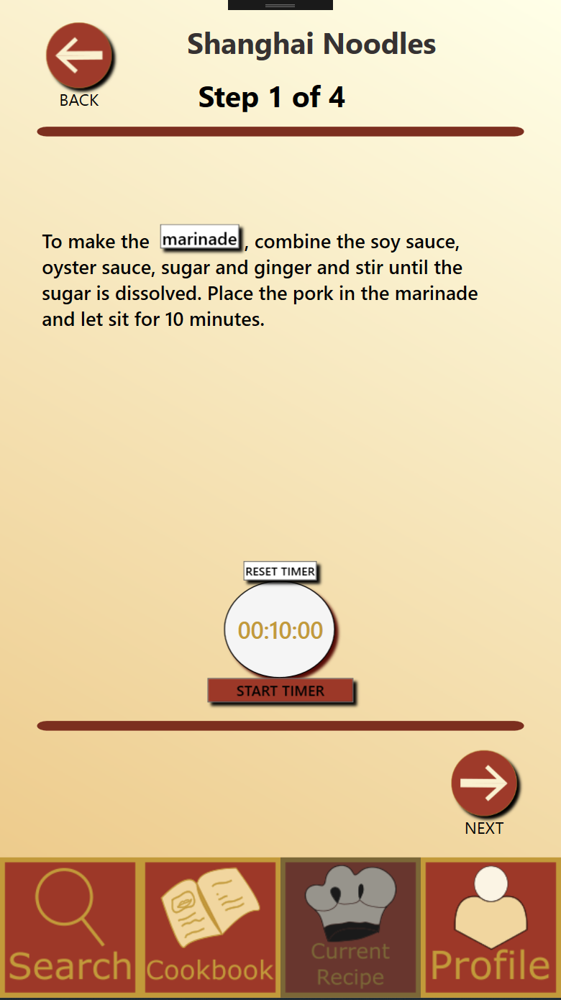 Shanghai Noodles
Step 1 of 4
BACK
To make the marinade, combine the soy sauce,
oyster sauce, sugar and ginger and stir until the
sugar is dissolved. Place the pork in the marinade
and let sit for 10 minutes.
RESET TIMER
00:10:00
START TIMER
NEXT
Search
Cookbook
Current
Recipe
Profile